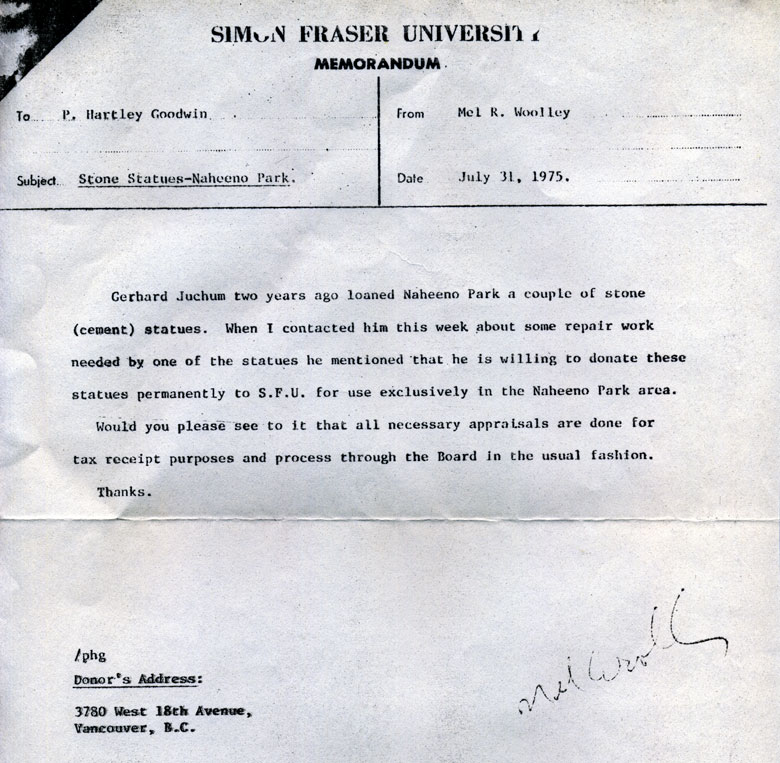 SIMON FRASER UNIVERSITY
MEMORANDUM
To P. Hartley Goodwin
From Mel R. Woolley
Subject Stone Statues-Naheeno Park.
Date July 31, 1975.
Gerhard Juchum two years ago loaned Naheeno Park a couple of stone
(cement) statues. When I contacted him this week about some repair work
needed by one of the statues he mentioned that he is willing to donate these
statues permanently to S.F.U. for use exclusively in the Naheeno Park area.
Would you please see to it that all necessary appraisals are done for
tax receipt purposes and process through the Board in the usual fashion.
Thanks.
Mel Woolley
/phg
Donor's Address:
3780 West 18th Avenue,
Vancouver, B.C.